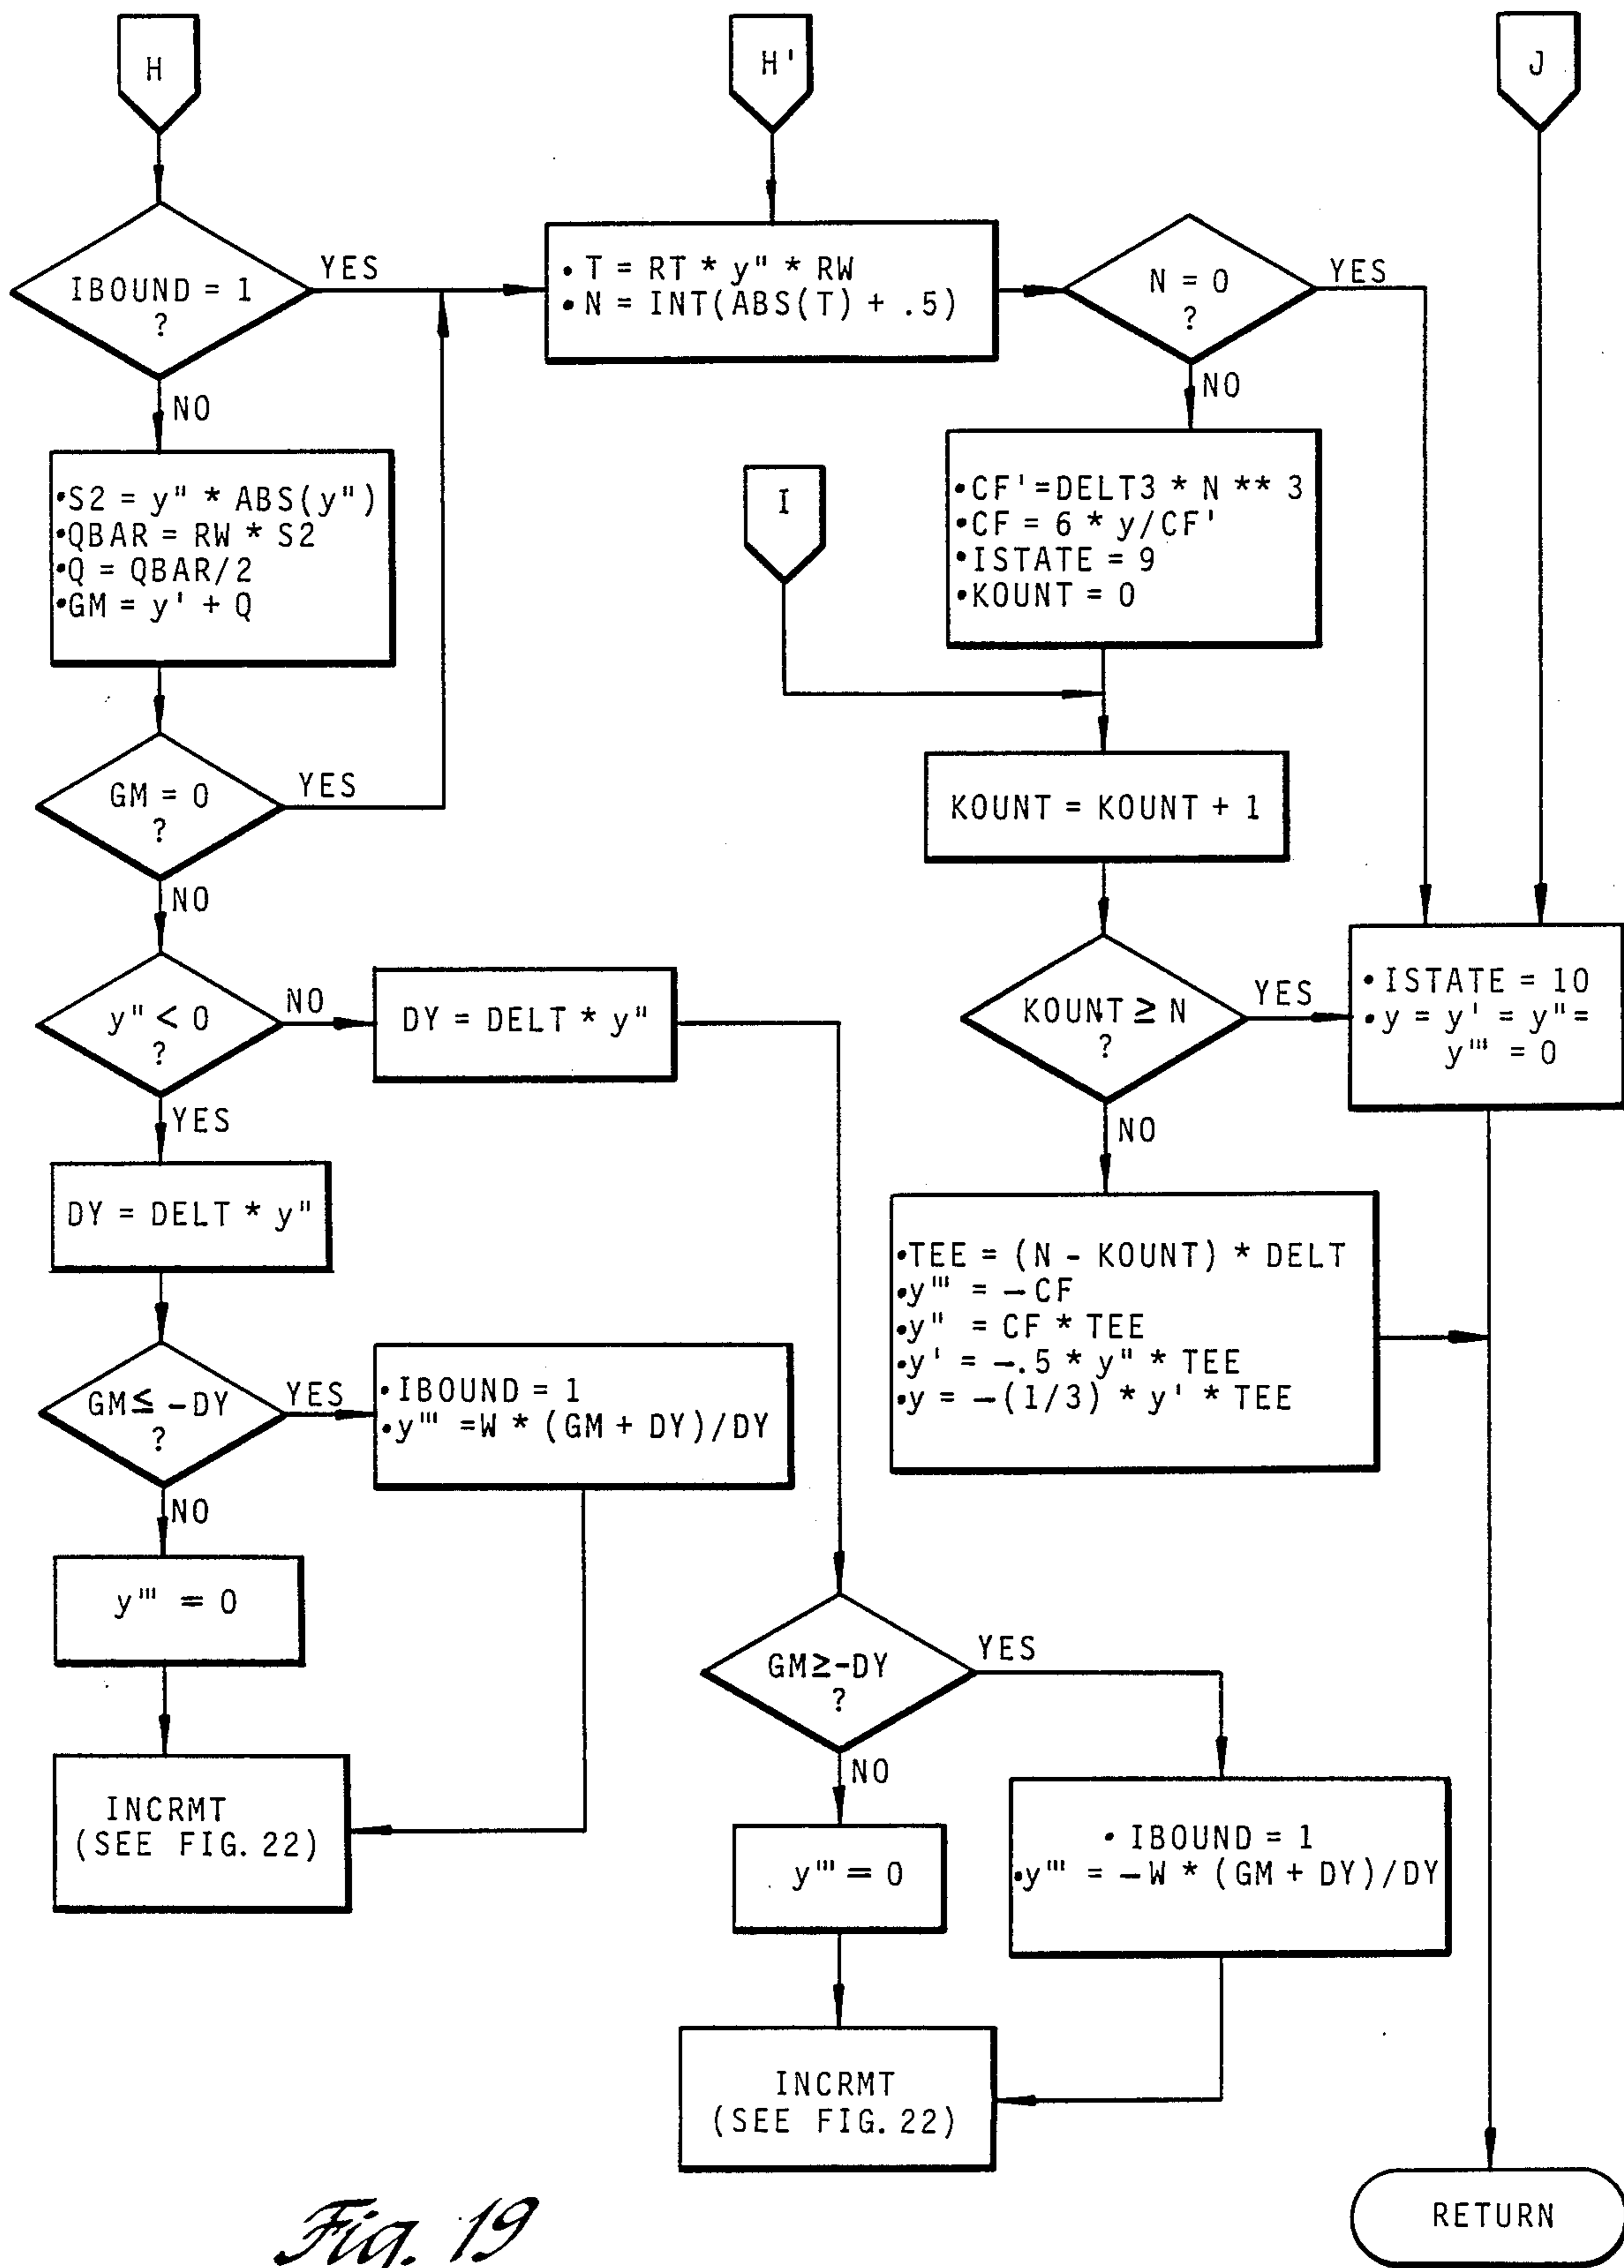 H
H'
J
IBOUND = 1
?
YES
NO
• T = RT * y" * RW
• N = INT(ABS(T) + .5)
N = 0
?
YES
NO
•S2 = y" * ABS(y")
•QBAR = RW * S2
•Q = QBAR/2
•GM = y' + Q
I
•CF'=DELT3 * N ** 3
•CF = 6 * y/CF'
•ISTATE = 9
•KOUNT = 0
GM = 0
?
YES
NO
KOUNT = KOUNT + 1
y" < 0
?
NO
YES
DY = DELT * y"
KOUNT ≥ N
?
YES
NO
• ISTATE = 10
• y = y' = y" =
y''' = 0
DY = DELT * y"
•TEE = (N - KOUNT) * DELT
•y''' = -CF
•y" = CF * TEE
•y' = -.5 * y" * TEE
•y = -(1/3) * y' * TEE
GM ≤ -DY
?
YES
NO
• IBOUND = 1
•y''' =W * (GM + DY)/DY
y''' = 0
GM≥-DY
?
YES
NO
INCRMT
(SEE FIG. 22)
y''' = 0
• IBOUND = 1
•y''' = -W * (GM + DY)/DY
INCRMT
(SEE FIG. 22)
RETURN
Fig. 19